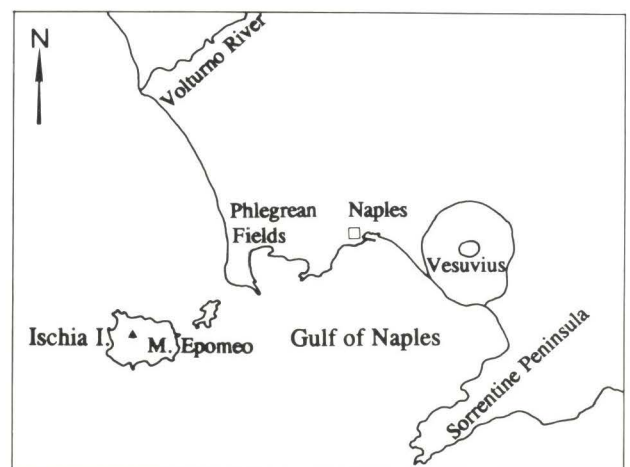 N
Volturno River
Phlegrean
Fields
Naples
Vesuvius
Ischia I.
M. Epomeo
Gulf of Naples
Sorrentine Peninsula